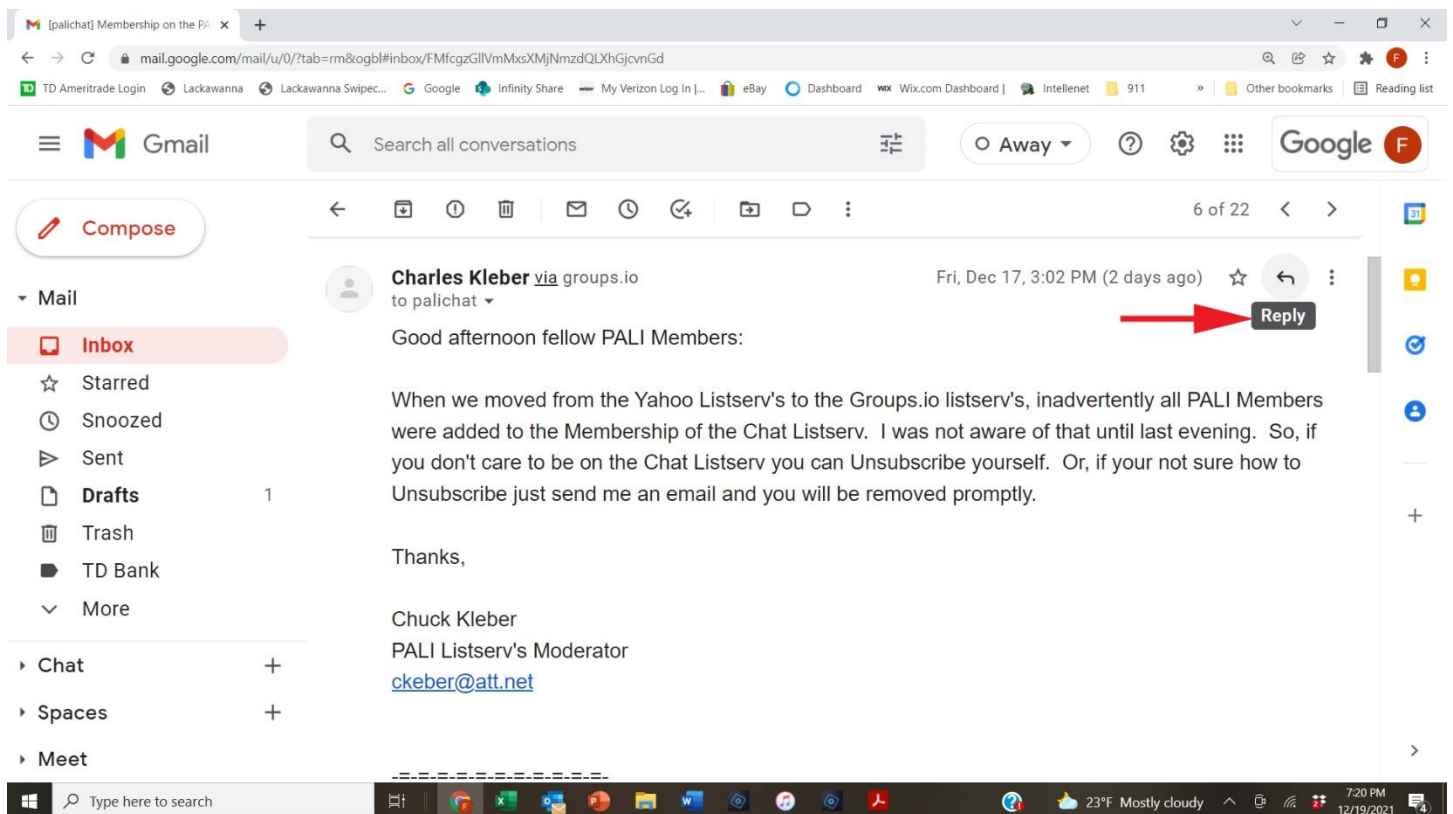 [palichat] Membership on the PA
mail.google.com/mail/u/0/?tab=rm&ogbl#inbox/FMfcgzGllVmMxsXMjNmzdQLXhGjcvnGd
F
TD Ameritrade Login Lackawanna Lackawanna Swipec... Google Infinity Share My Verizon Log In |... eBay Dashboard WIX Wix.com Dashboard | Intellenet 911 » Other bookmarks Reading list
Gmail Search all conversations Away Google F
Compose
6 of 22
31
Mail
Inbox
Starred
Snoozed
Sent
Drafts 1
Trash
TD Bank
More
Chat
Spaces
Meet
Charles Kleber via groups.io Fri, Dec 17, 3:02 PM (2 days ago)
to palichat
Reply
Good afternoon fellow PALI Members:
When we moved from the Yahoo Listserv's to the Groups.io listserv's, inadvertently all PALI Members
were added to the Membership of the Chat Listserv. I was not aware of that until last evening. So, if
you don't care to be on the Chat Listserv you can Unsubscribe yourself. Or, if your not sure how to
Unsubscribe just send me an email and you will be removed promptly.
Thanks,
Chuck Kleber
PALI Listserv's Moderator
ckeber@att.net
-=-=-=-=-=-=-=-=-=-=-=-
Type here to search
23°F Mostly cloudy
7:20 PM
12/19/2021
4